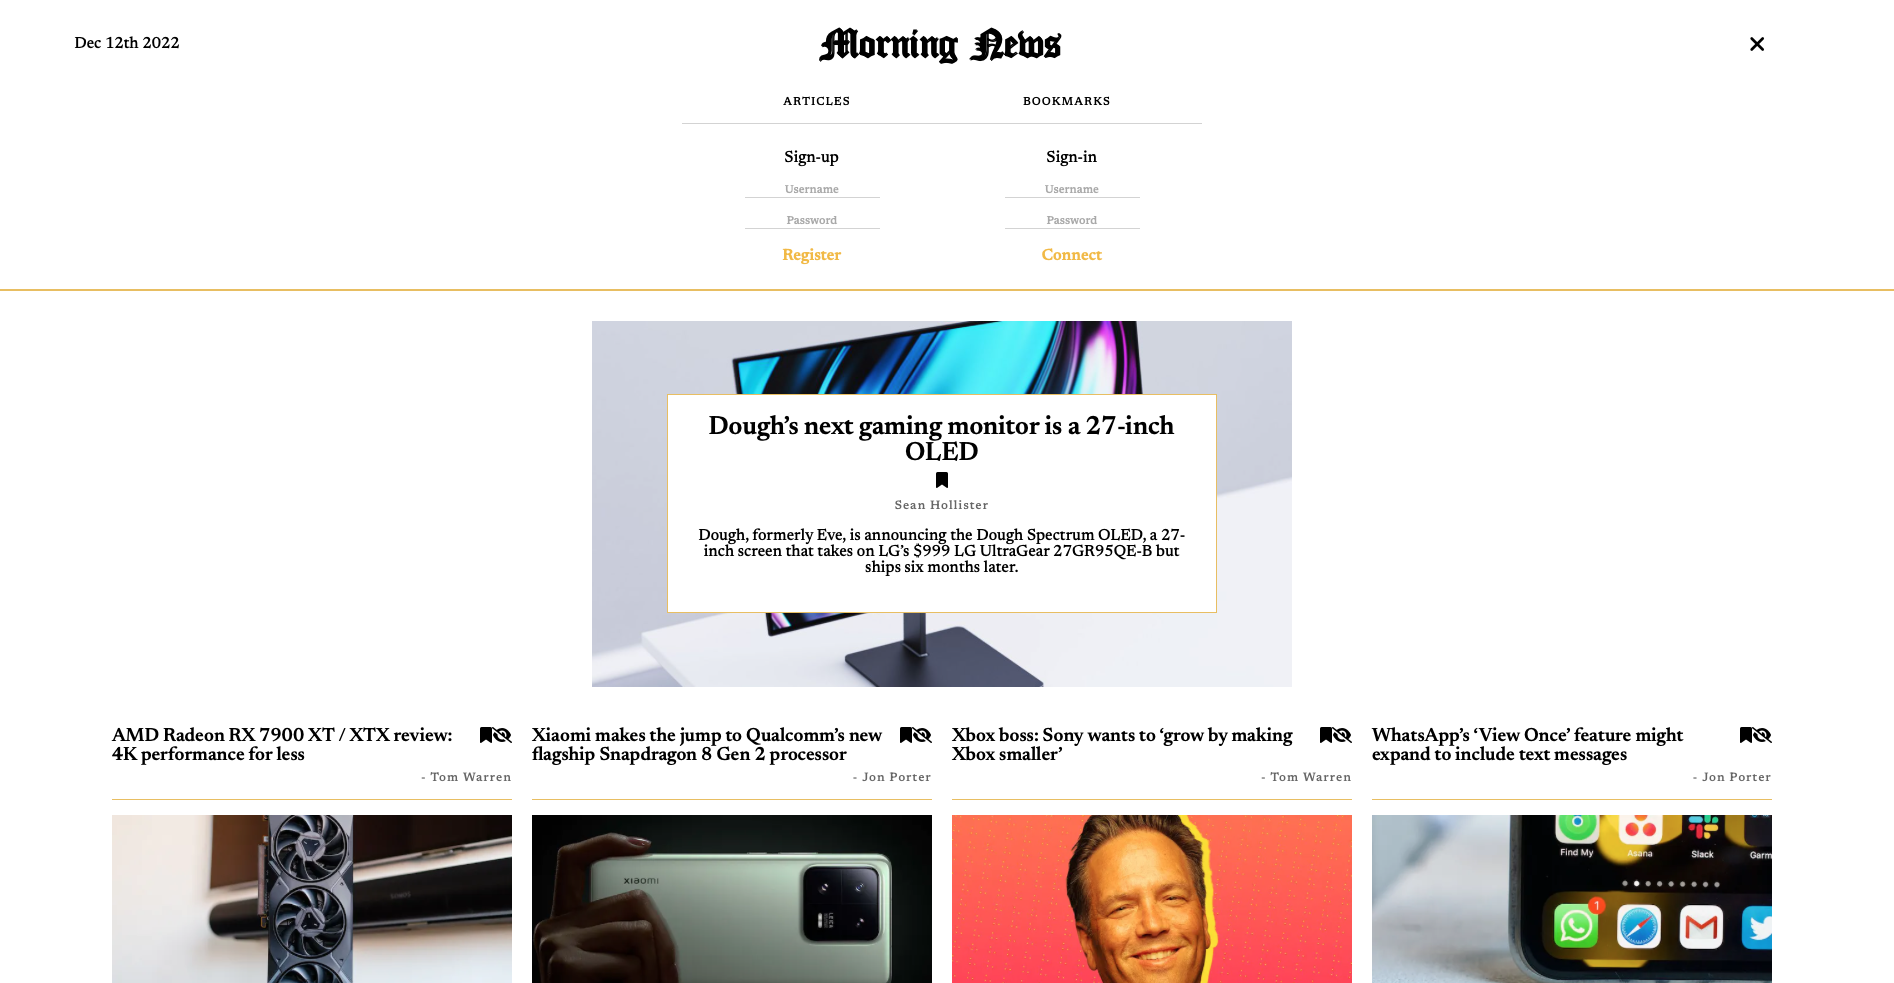 Dec 12th 2022
Morning News
ARTICLES
BOOKMARKS
Sign-up
Username
Password
Register
Sign-in
Username
Password
Connect
Dough’s next gaming monitor is a 27-inch
OLED
Sean Hollister
Dough, formerly Eve, is announcing the Dough Spectrum OLED, a 27-
inch screen that takes on LG’s $999 LG UltraGear 27GR95QE-B but
ships six months later.
AMD Radeon RX 7900 XT / XTX review:
4K performance for less
- Tom Warren
Xiaomi makes the jump to Qualcomm’s new
flagship Snapdragon 8 Gen 2 processor
- Jon Porter
xiaomi
LEICA
Xbox boss: Sony wants to ‘grow by making
Xbox smaller’
- Tom Warren
WhatsApp’s ‘View Once’ feature might
expand to include text messages
- Jon Porter
Find My
Asana
Slack
Garm
1